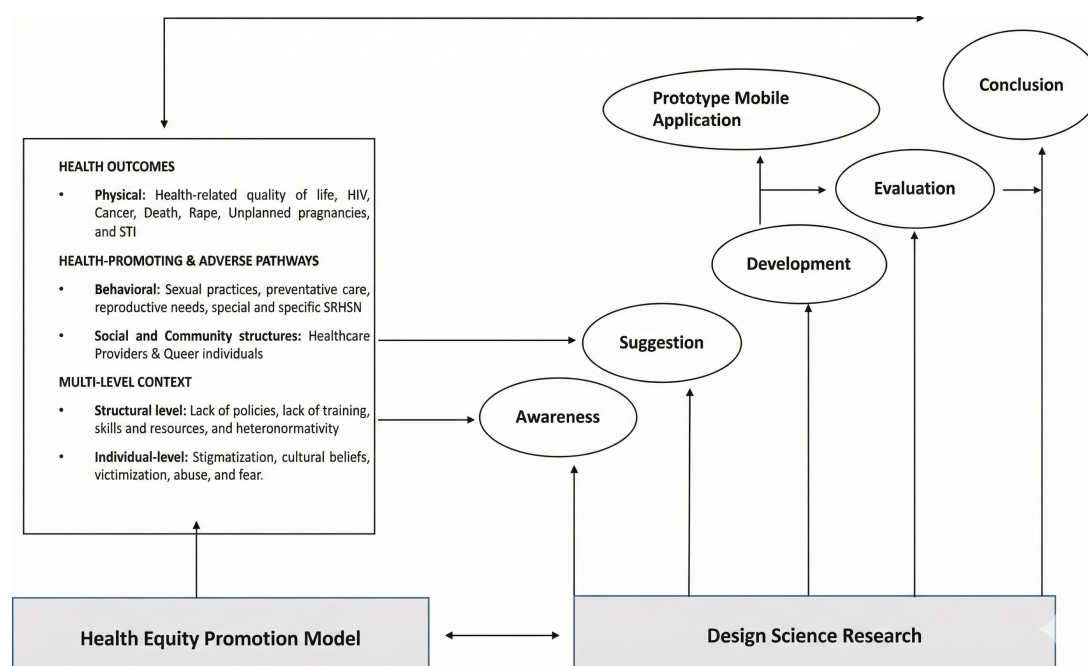 HEALTH OUTCOMES
• Physical: Health-related quality of life, HIV,
Cancer, Death, Rape, Unplanned pragnancies,
and STI
HEALTH-PROMOTING & ADVERSE PATHWAYS
• Behavioral: Sexual practices, preventative care,
reproductive needs, special and specific SRHSN
• Social and Community structures: Healthcare
Providers & Queer individuals
MULTI-LEVEL CONTEXT
• Structural level: Lack of policies, lack of training,
skills and resources, and heteronormativity
• Individual-level: Stigmatization, cultural beliefs,
victimization, abuse, and fear.
Awareness
Suggestion
Development
Prototype Mobile
Application
Evaluation
Conclusion
Health Equity Promotion Model
Design Science Research